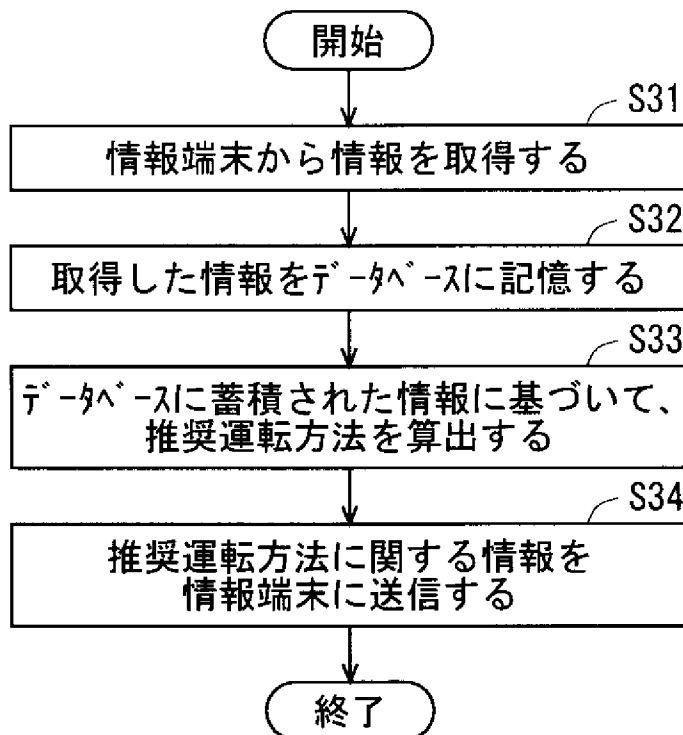 開始
S31
情報端末から情報を取得する
S32
取得した情報をﾃﾞｰﾀﾍﾞｰｽに記憶する
S33
ﾃﾞｰﾀﾍﾞｰｽに蓄積された情報に基づいて、
推奨運転方法を算出する
S34
推奨運転方法に関する情報を
情報端末に送信する
終了